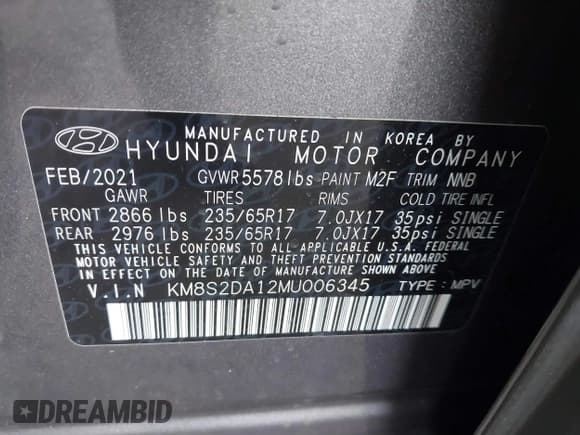 MANUFACTURED IN KOREA BY
HYUNDAI MOTOR COMPANY
FEB/2021 GVWR 5578 lbs PAINT M2F TRIM NNB
GAWR TIRES RIMS COLD TIRE INFL
FRONT 2866 lbs 235/65R17 7.0JX17 35psi SINGLE
REAR 2976 lbs 235/65R17 7.0JX17 35psi SINGLE
THIS VEHICLE CONFORMS TO ALL APPLICABLE U.S.A. FEDERAL
MOTOR VEHICLE SAFETY, BUMPER, AND THEFT PREVENTION STANDARDS
IN EFFECT ON THE DATE OF MANUFACTURE SHOWN ABOVE.
V.I.N KM8S2DA12MU006345 TYPE: MPV
DREAMBID